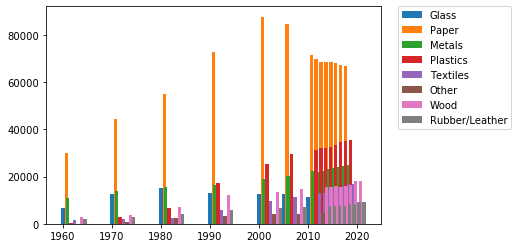 80000
60000
40000
20000
0
1960
1970
1980
1990
2000
2010
2020
Glass
Paper
Metals
Plastics
Textiles
Other
Wood
Rubber/Leather